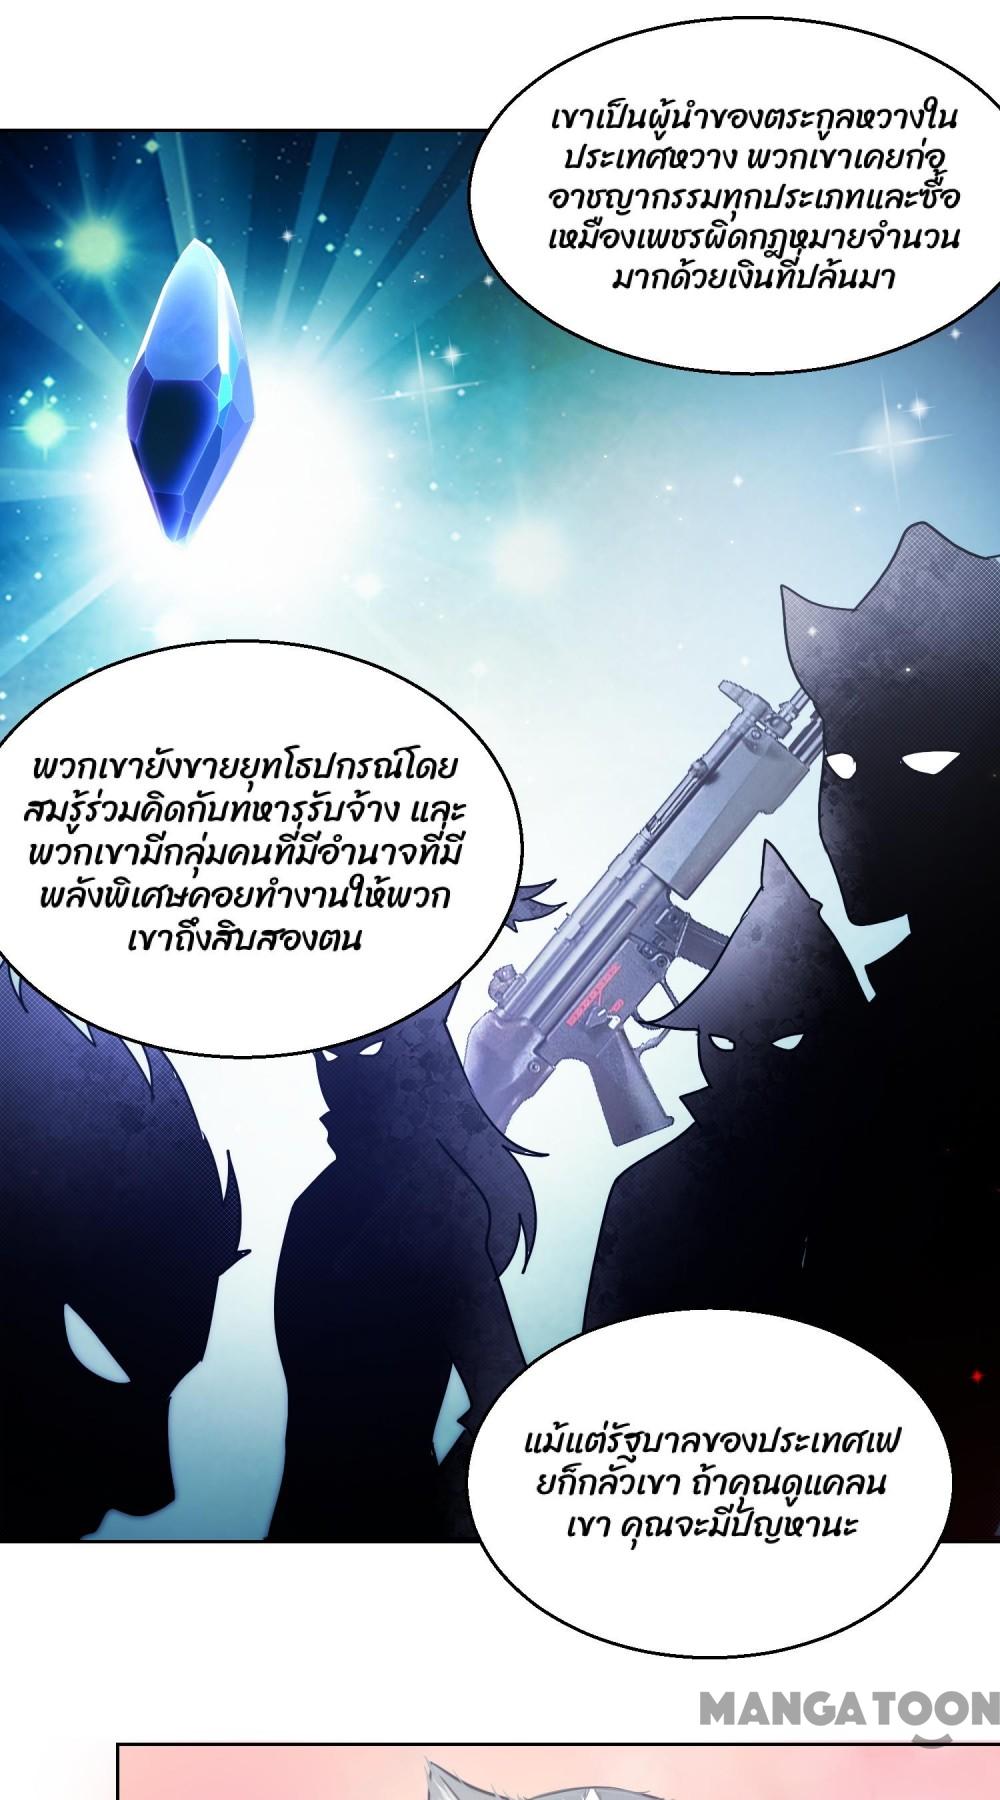 เขาเป็นผู้นำของตระกูลหวางใน
ประเทศหวาง พวกเขาเคยก่อ
อาชญากรรมทุกประเภทและซื้อ
เหมืองเพชรผิดกฎหมายจำนวน
มากด้วยเงินที่ปล้นมา
พวกเขายังขายยุทโธปกรณ์โดย
สมรู้ร่วมคิดกับทหารรับจ้าง และ
พวกเขามีกลุ่มคนที่มีอำนาจที่มี
พลังพิเศษคอยทำงานให้พวก
เขาถึงสิบสองตน
แม้แต่รัฐบาลของประเทศเฟ
ยก็กลัวเขา ถ้าคุณดูแคลน
เขา คุณจะมีปัญหานะ
MANGATOON